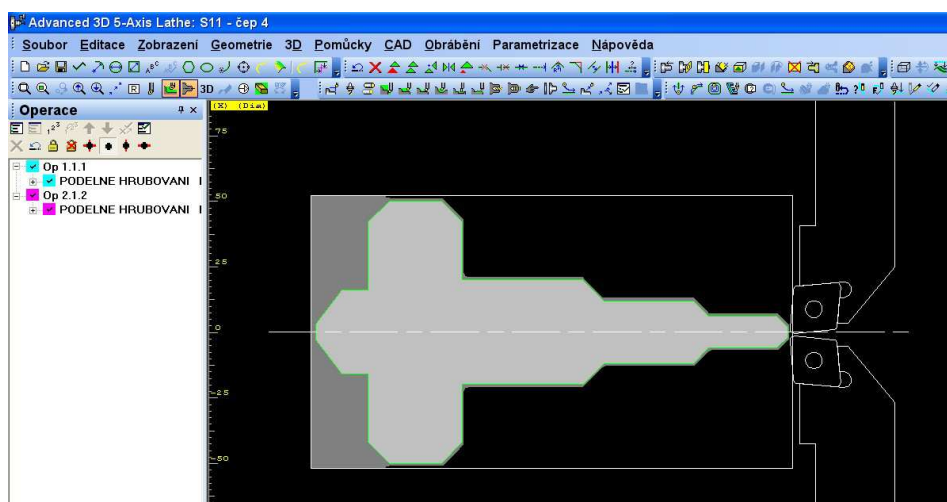 Advanced 3D 5-Axis Lathe: S11 - čep 4
Soubor Editace Zobrazení Geometrie 3D Pomůcky CAD Obrábění Parametrizace Nápověda
3D
Operace
(X) (Dia)
75
Op 1.1.1
PODELNE HRUBOVANI
Op 2.1.2
PODELNE HRUBOVANI
50
25
0
-25
-50